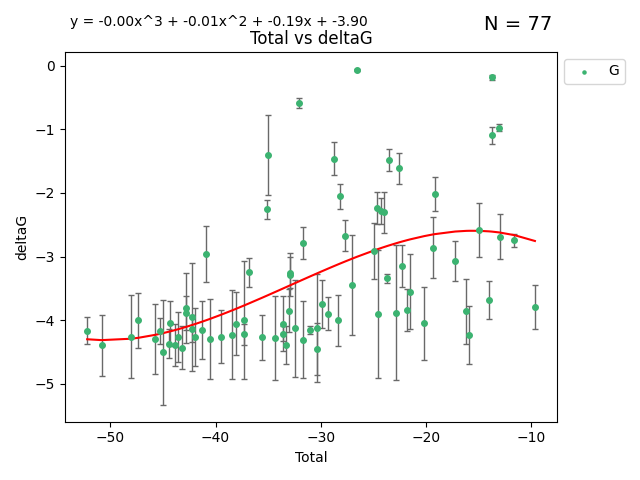 y = -0.00x^3 + -0.01x^2 + -0.19x + -3.90
N = 77
Total vs deltaG
G
deltaG
0
−1
−2
−3
−4
−5
−50 −40 −30 −20 −10
Total